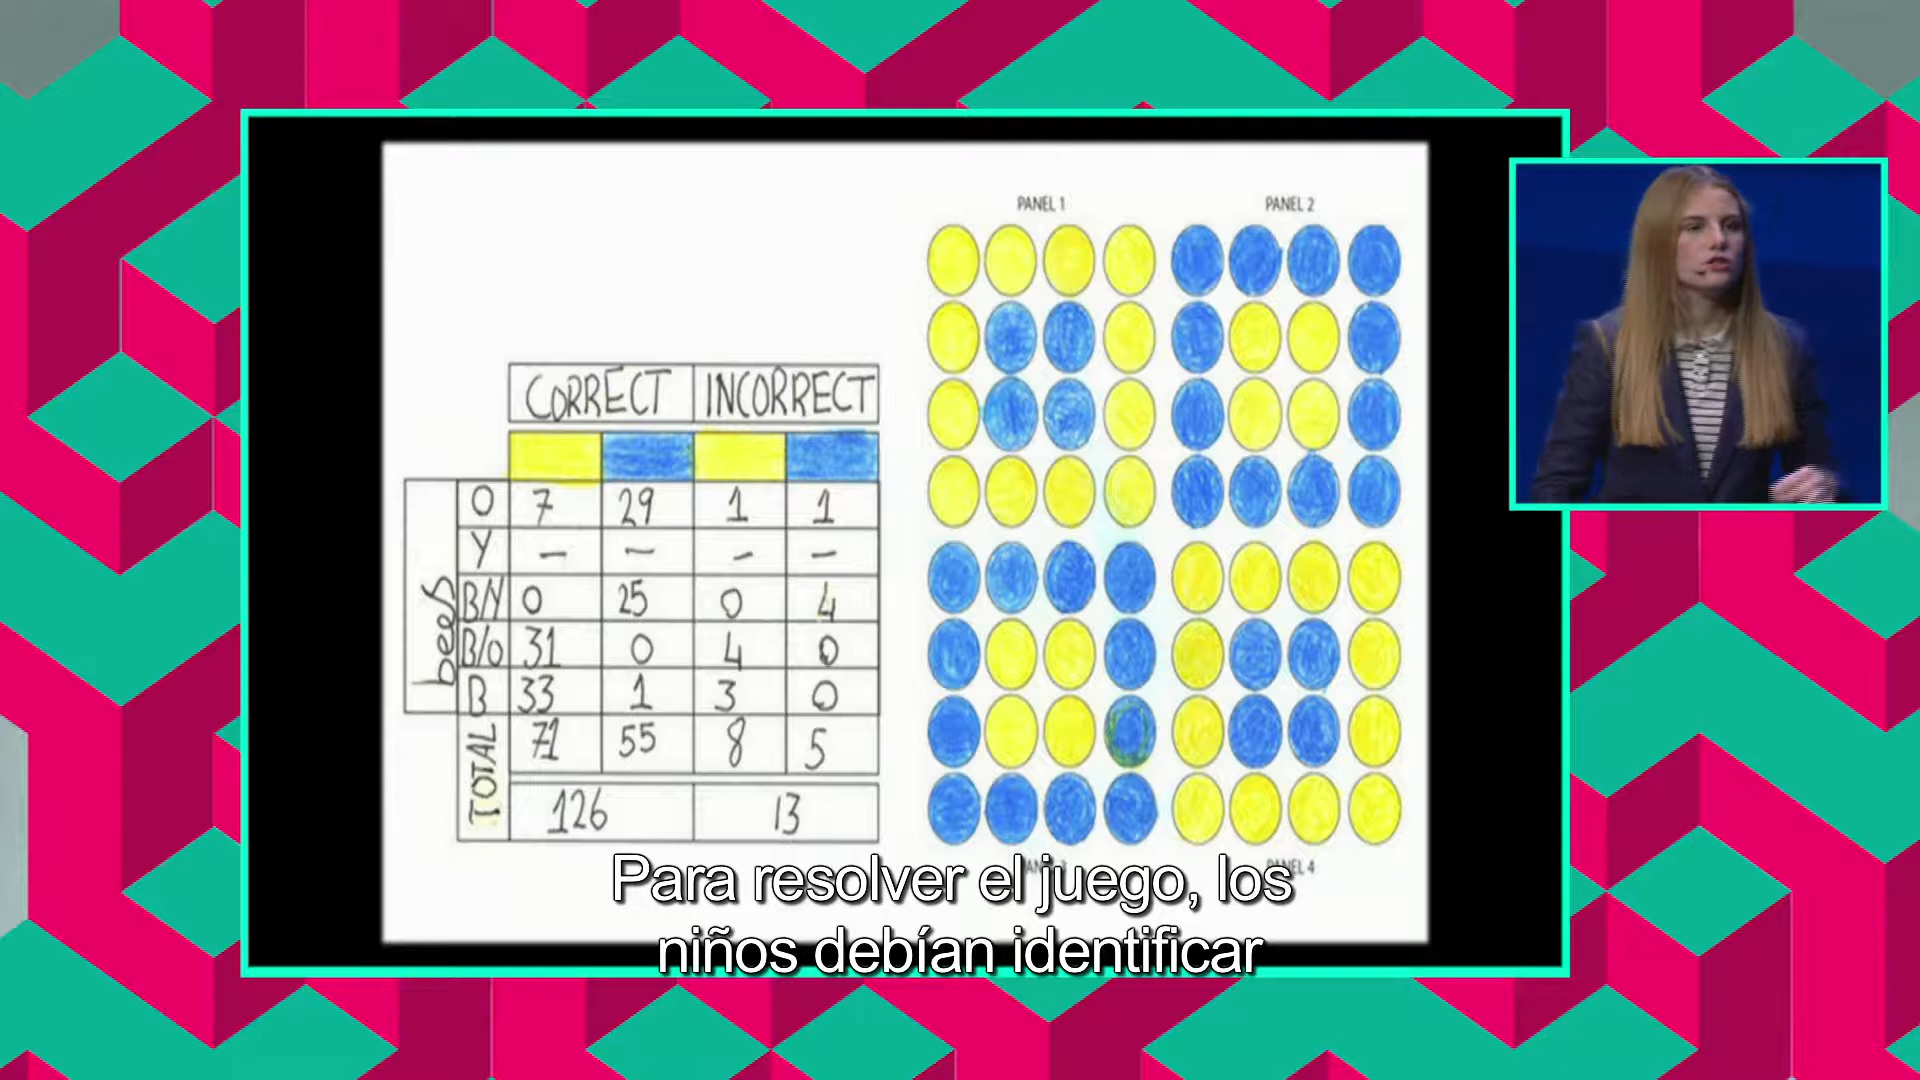 PANEL 1 PANEL 2
CORRECT INCORRECT
bees
O 7 29 1 1
Y – – – –
B/Y 0 25 0 4
B/O 31 0 4 0
B 33 1 3 0
TOTAL 71 55 8 5
126 13
PANEL 4
Para resolver el juego, los
niños debían identificar